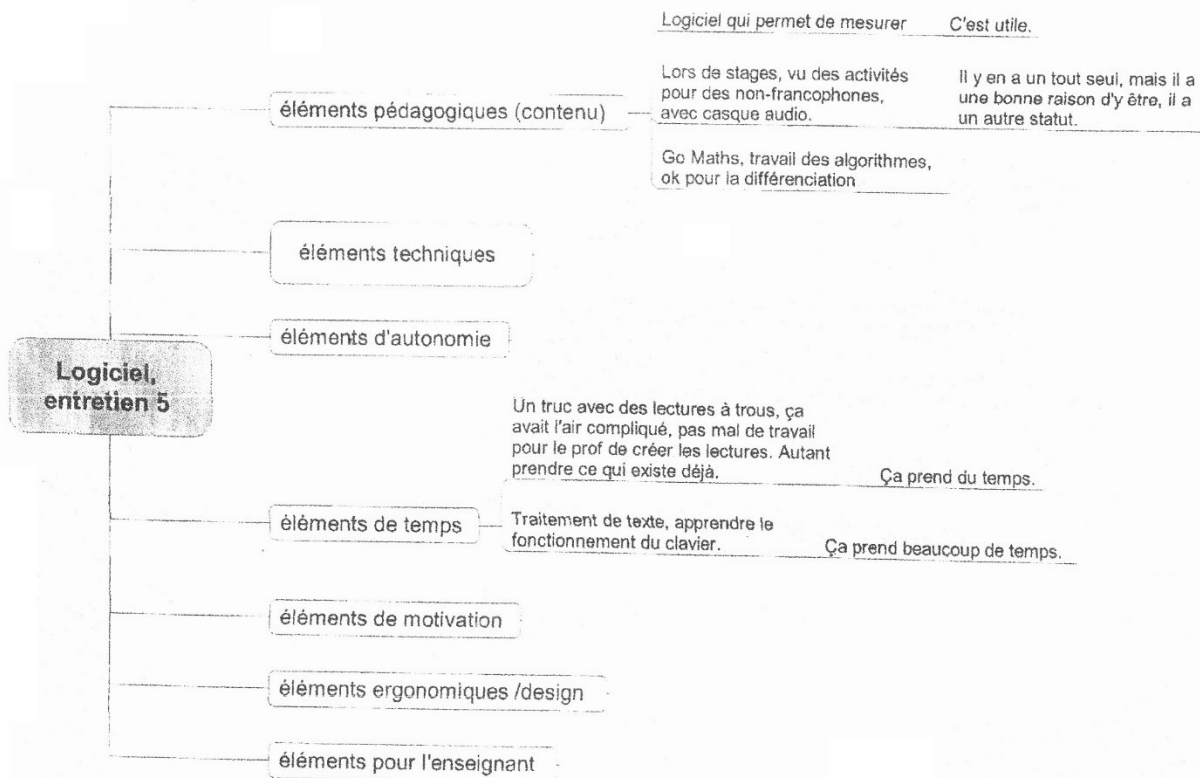 Logiciel qui permet de mesurer
C'est utile.
éléments pédagogiques (contenu)
Lors de stages, vu des activités
pour des non-francophones,
avec casque audio.
Il y en a un tout seul, mais il a
une bonne raison d'y être, il a
un autre statut.
Go Maths, travail des algorithmes,
ok pour la différenciation
éléments techniques
éléments d'autonomie
Logiciel,
entretien 5
Un truc avec des lectures à trous, ça
avait l'air compliqué, pas mal de travail
pour le prof de créer les lectures. Autant
prendre ce qui existe déjà.
Ça prend du temps.
éléments de temps
Traitement de texte, apprendre le
fonctionnement du clavier.
Ça prend beaucoup de temps.
éléments de motivation
éléments ergonomiques /design
éléments pour l'enseignant